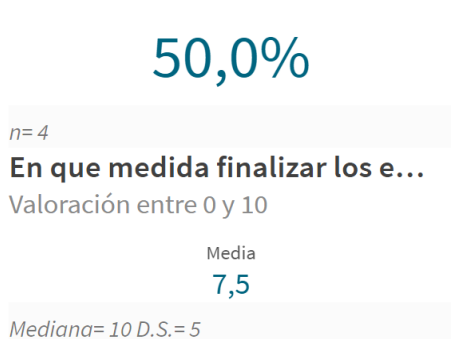 50,0%
n= 4
En que medida finalizar los e...
Valoración entre 0 y 10
Media
7,5
Mediana= 10 D.S.= 5